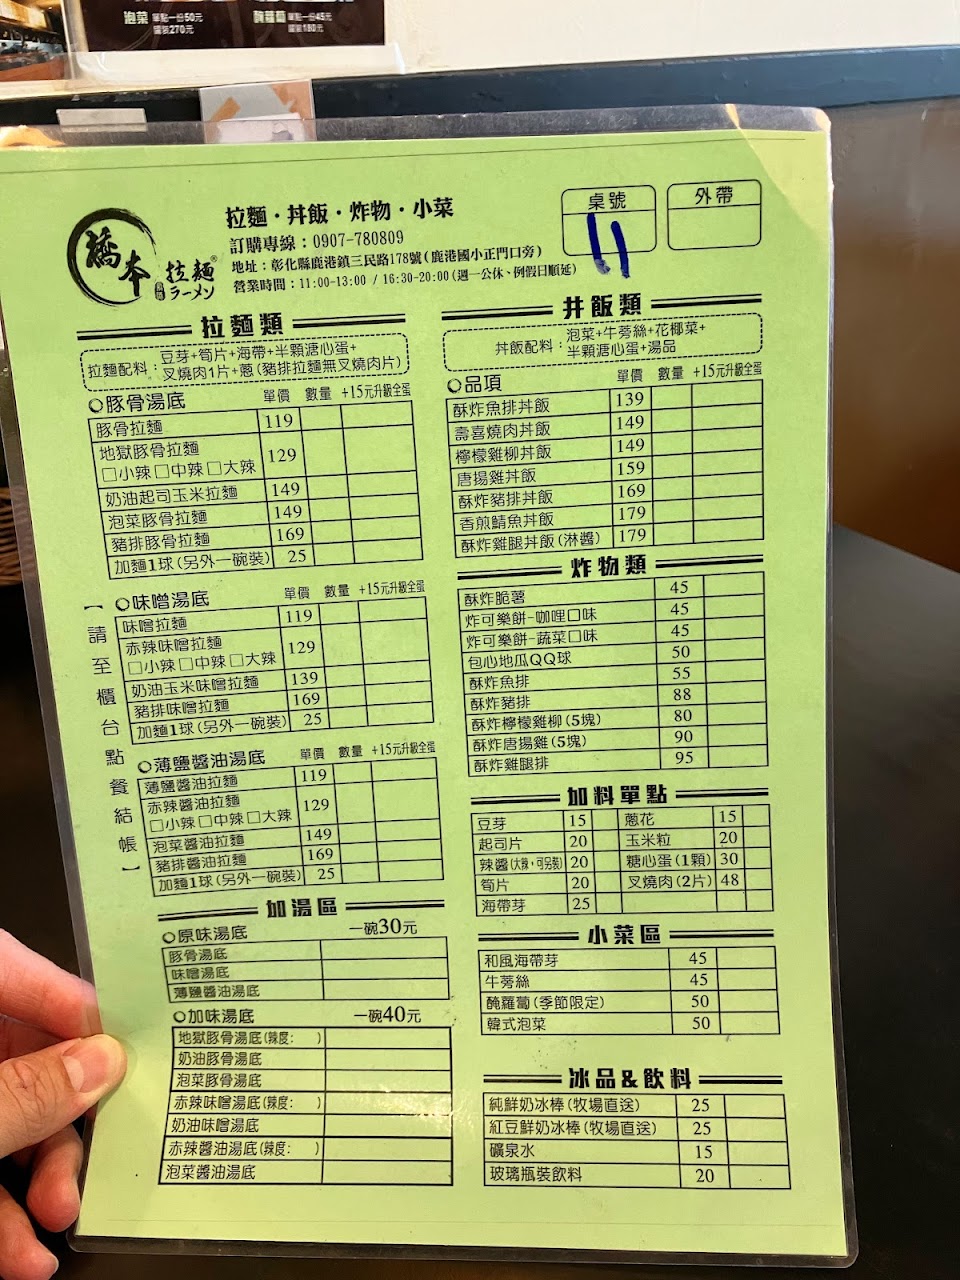 泡菜 單點一份50元
罐裝270元
單點一份45元
罐裝180元
橋本
拉麵
ラーメン
拉麵・丼飯・炸物・小菜
訂購專線：0907-780809
地址：彰化縣鹿港鎮三民路178號(鹿港國小正門口旁)
營業時間：11:00-13:00 / 16:30-20:00(週一公休、例假日順延)
桌號
11
外帶
【請至櫃台點餐結帳】
拉麵類
拉麵配料：豆芽+筍片+海帶+半顆溏心蛋+
叉燒肉1片+蔥(豬排拉麵無叉燒肉片)
豚骨湯底 單價 數量 +15元升級全蛋
豚骨拉麵 119
地獄豚骨拉麵 129
□小辣□中辣□大辣
奶油起司玉米拉麵 149
泡菜豚骨拉麵 149
豬排豚骨拉麵 169
加麵1球(另外一碗裝) 25
味噌湯底 單價 數量 +15元升級全蛋
味噌拉麵 119
赤辣味噌拉麵 129
□小辣□中辣□大辣
奶油玉米味噌拉麵 139
豬排味噌拉麵 169
加麵1球(另外一碗裝) 25
薄鹽醬油湯底 單價 數量 +15元升級全蛋
薄鹽醬油拉麵 119
赤辣醬油拉麵 129
□小辣□中辣□大辣
泡菜醬油拉麵 149
豬排醬油拉麵 169
加麵1球(另外一碗裝) 25
加湯區
原味湯底 一碗30元
豚骨湯底
味噌湯底
薄鹽醬油湯底
加味湯底 一碗40元
地獄豚骨湯底(辣度： )
奶油豚骨湯底
泡菜豚骨湯底
赤辣味噌湯底(辣度： )
奶油味噌湯底
赤辣醬油湯底(辣度： )
泡菜醬油湯底
丼飯類
丼飯配料：泡菜+牛蒡絲+花椰菜+
半顆溏心蛋+湯品
品項 單價 數量 +15元升級全蛋
酥炸魚排丼飯 139
壽喜燒肉丼飯 149
檸檬雞柳丼飯 149
唐揚雞丼飯 159
酥炸豬排丼飯 169
香煎鯖魚丼飯 179
酥炸雞腿丼飯(淋醬) 179
炸物類
酥炸脆薯 45
炸可樂餅-咖哩口味 45
炸可樂餅-蔬菜口味 45
包心地瓜QQ球 50
酥炸魚排 55
酥炸豬排 88
酥炸檸檬雞柳(5塊) 80
酥炸唐揚雞(5塊) 90
酥炸雞腿排 95
加料單點
豆芽 15 蔥花 15
起司片 20 玉米粒 20
辣醬(大辣,可另裝) 20 糖心蛋(1顆) 30
筍片 20 叉燒肉(2片) 48
海帶芽 25
小菜區
和風海帶芽 45
牛蒡絲 45
醃蘿蔔(季節限定) 50
韓式泡菜 50
冰品&飲料
純鮮奶冰棒(牧場直送) 25
紅豆鮮奶冰棒(牧場直送) 25
礦泉水 15
玻璃瓶裝飲料 20